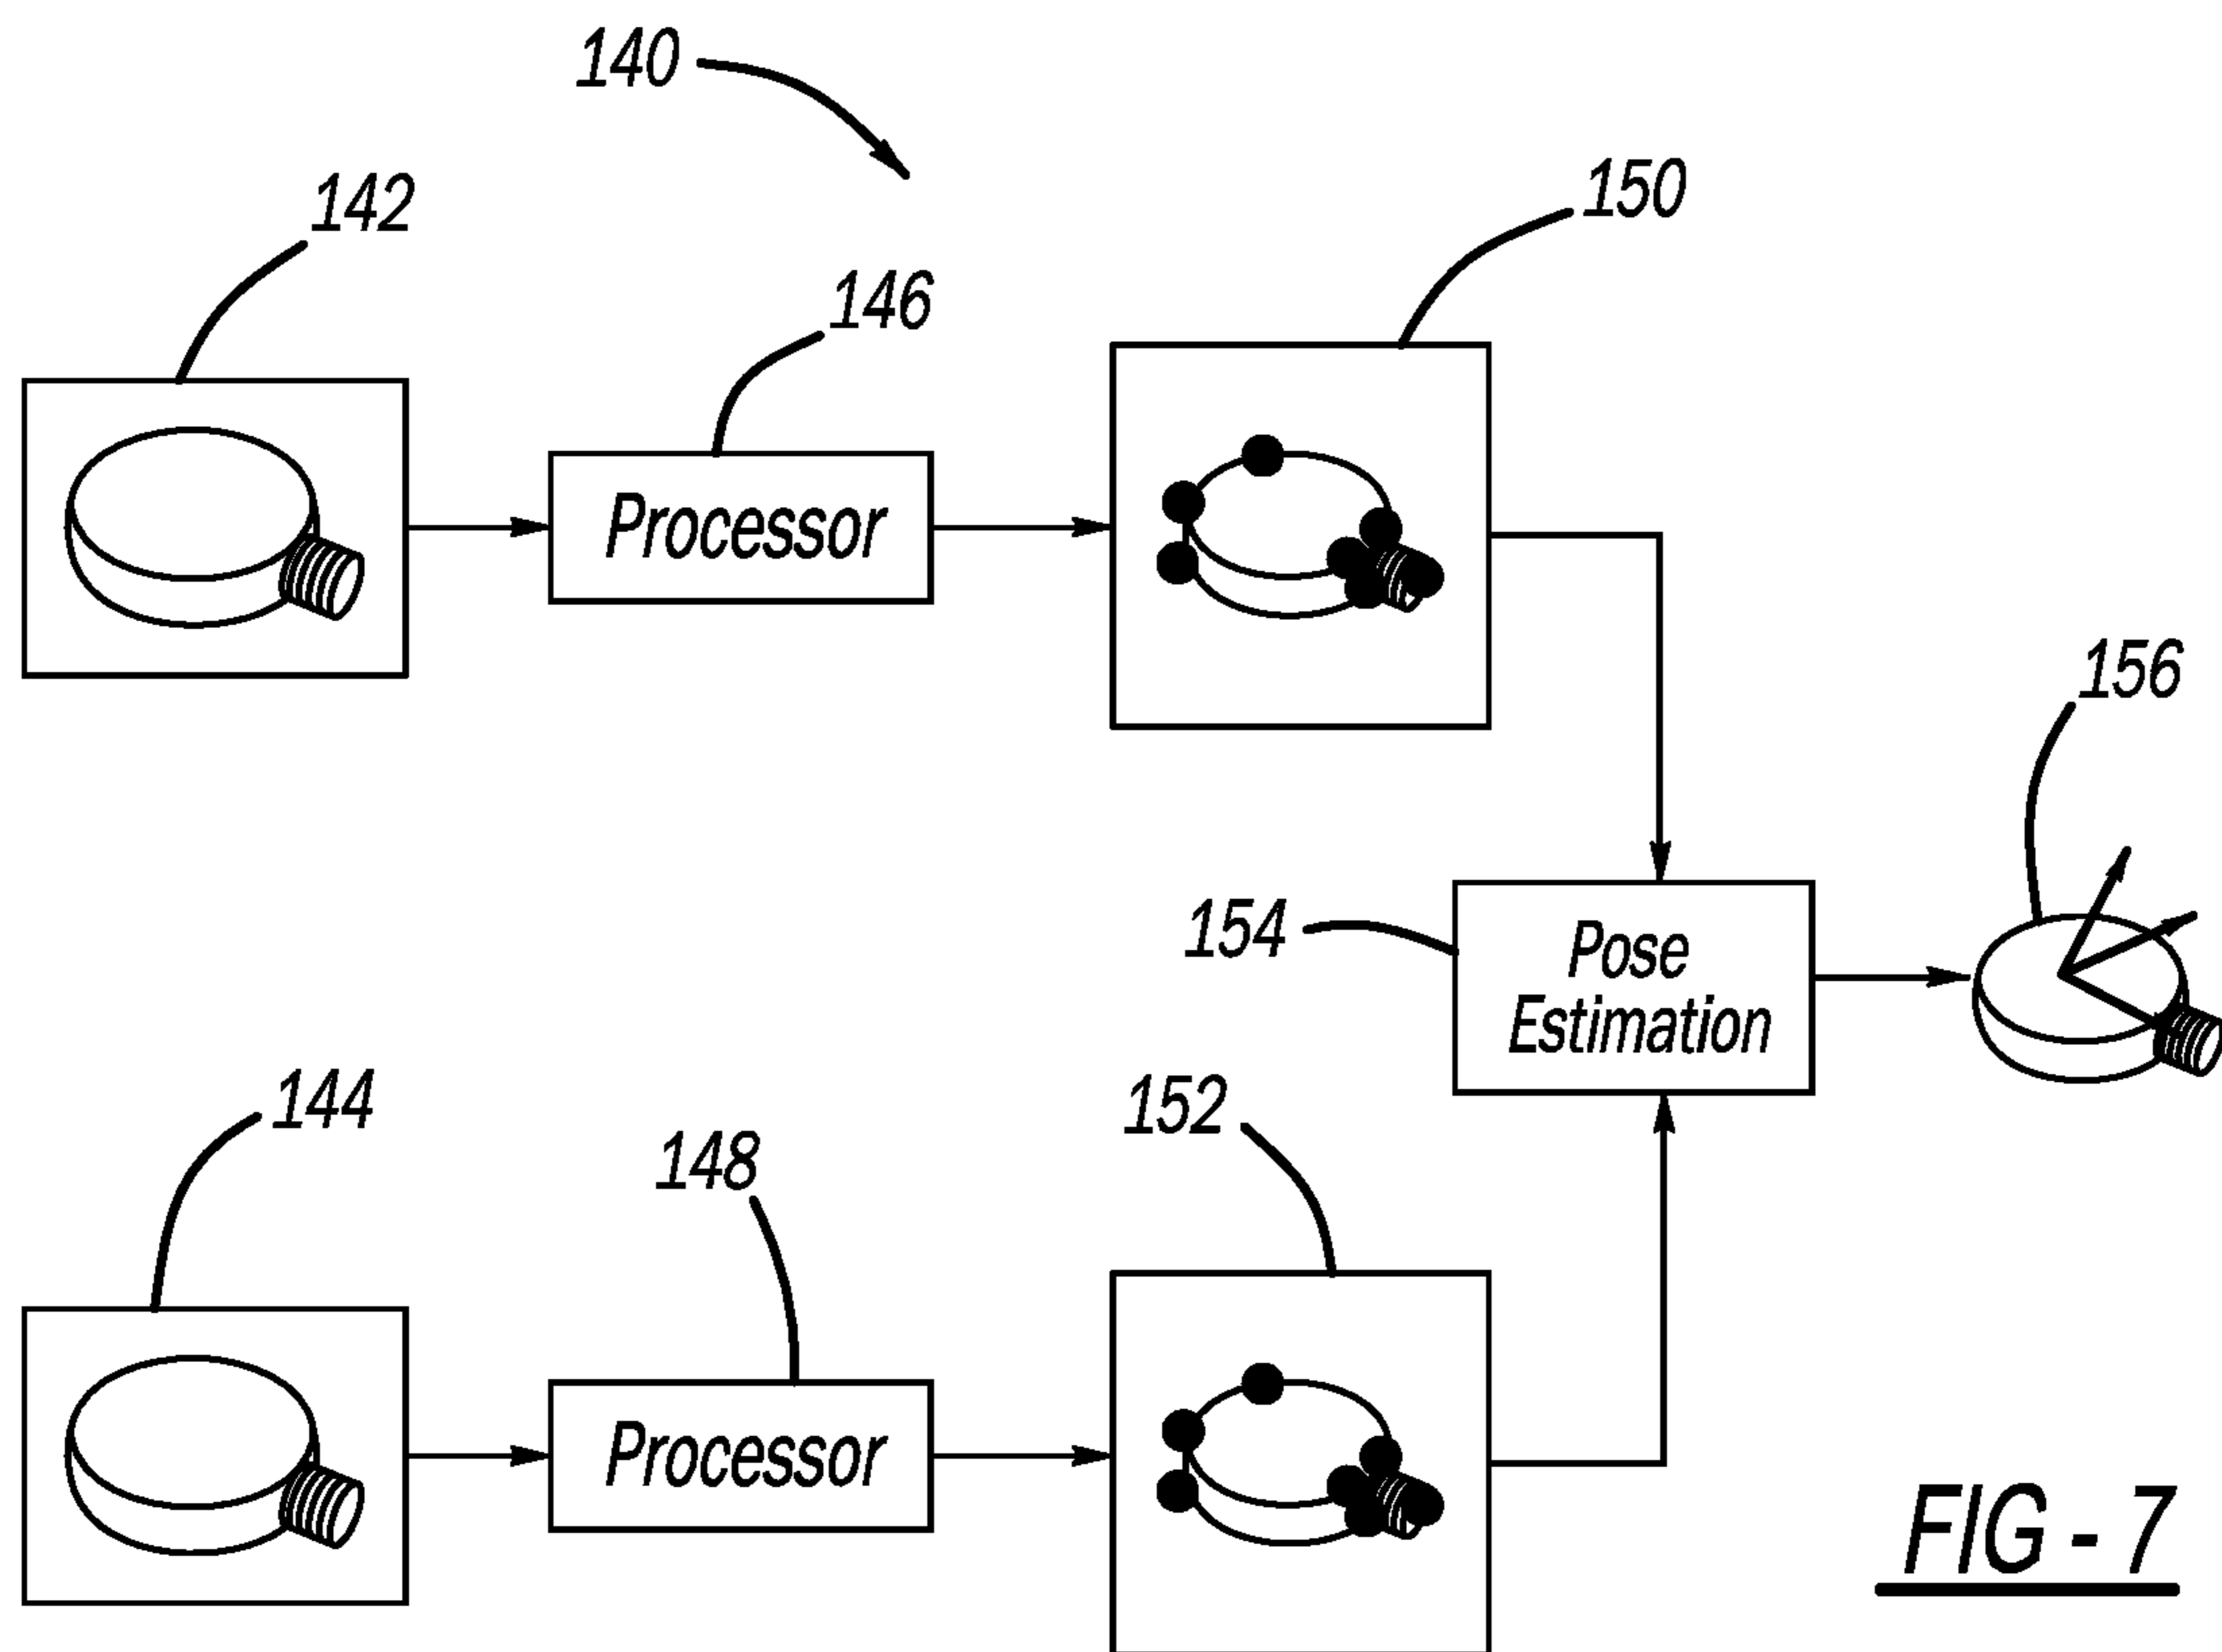 140
142
150
146
Processor
156
154
Pose
Estimation
144
152
148
Processor
FIG - 7